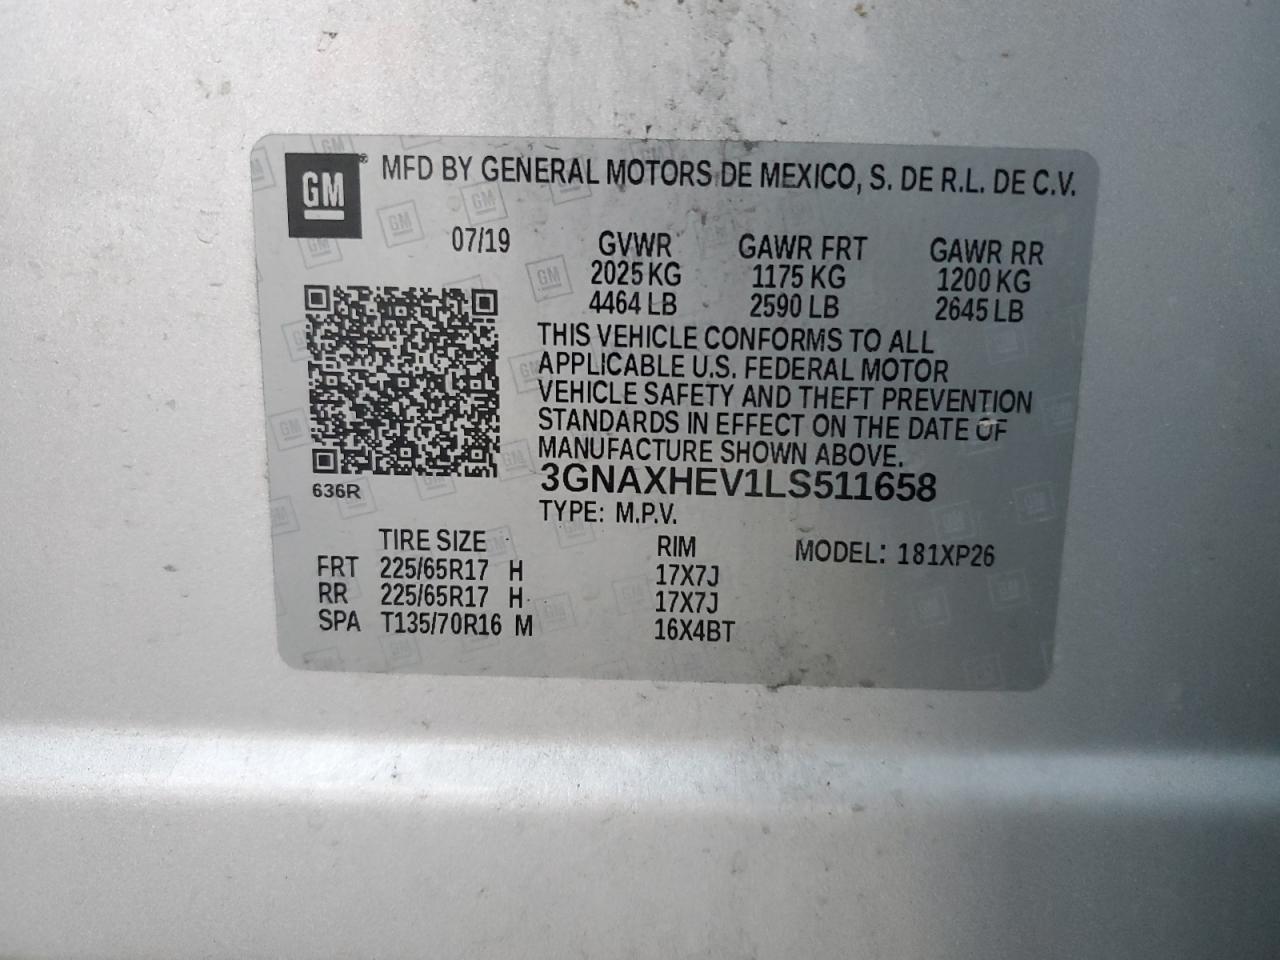 GM® MFD BY GENERAL MOTORS DE MEXICO, S. DE R.L. DE C.V.
07/19 GVWR GAWR FRT GAWR RR
2025 KG 1175 KG 1200 KG
4464 LB 2590 LB 2645 LB
THIS VEHICLE CONFORMS TO ALL
APPLICABLE U.S. FEDERAL MOTOR
VEHICLE SAFETY AND THEFT PREVENTION
STANDARDS IN EFFECT ON THE DATE OF
MANUFACTURE SHOWN ABOVE.
636R 3GNAXHEV1LS511658
TYPE: M.P.V.
TIRE SIZE RIM MODEL: 181XP26
FRT 225/65R17 H 17X7J
RR 225/65R17 H 17X7J
SPA T135/70R16 M 16X4BT